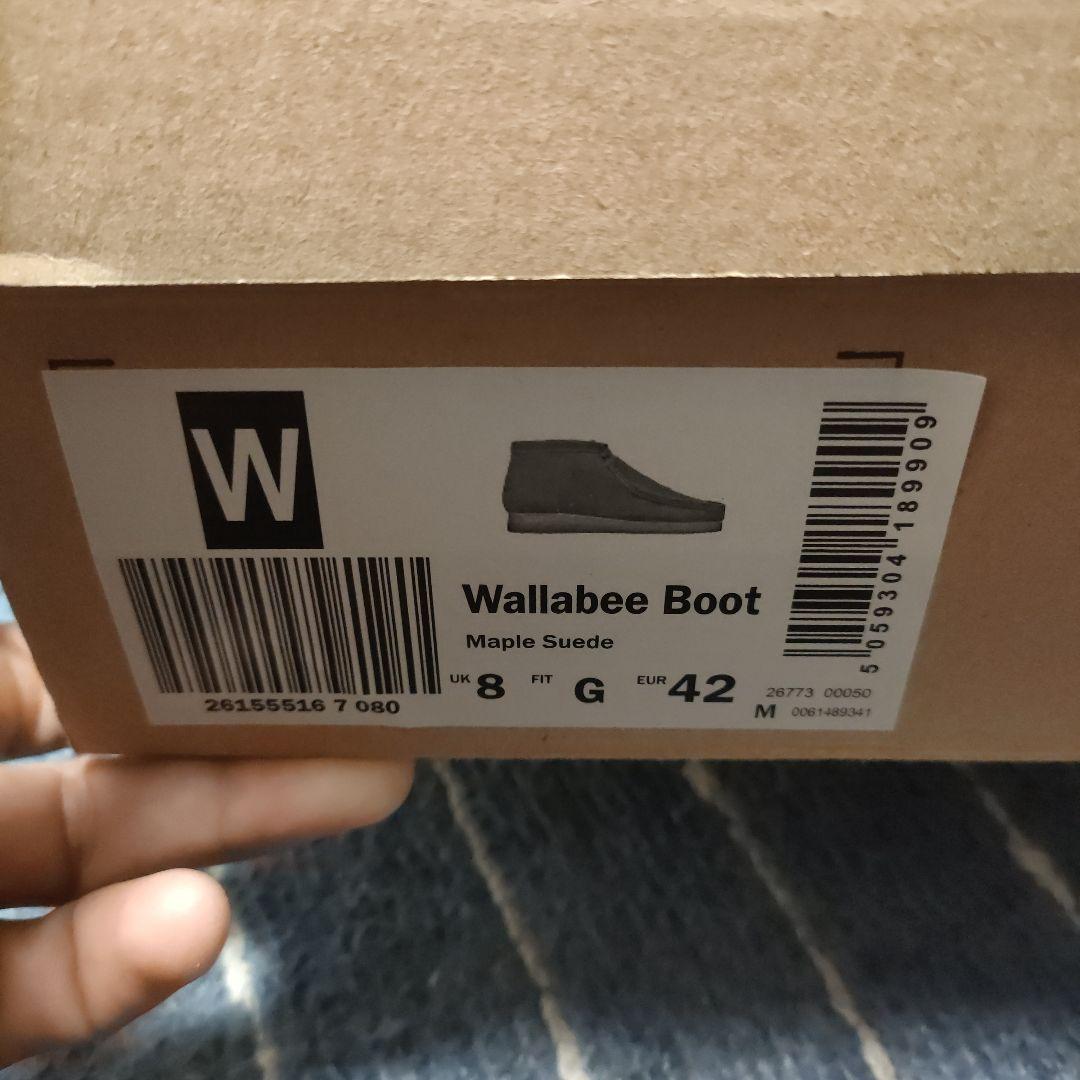 W
26155516 7 080
Wallabee Boot
Maple Suede
UK 8 FIT G EUR 42
5 059304 189909
26773 00050
M 0061489341